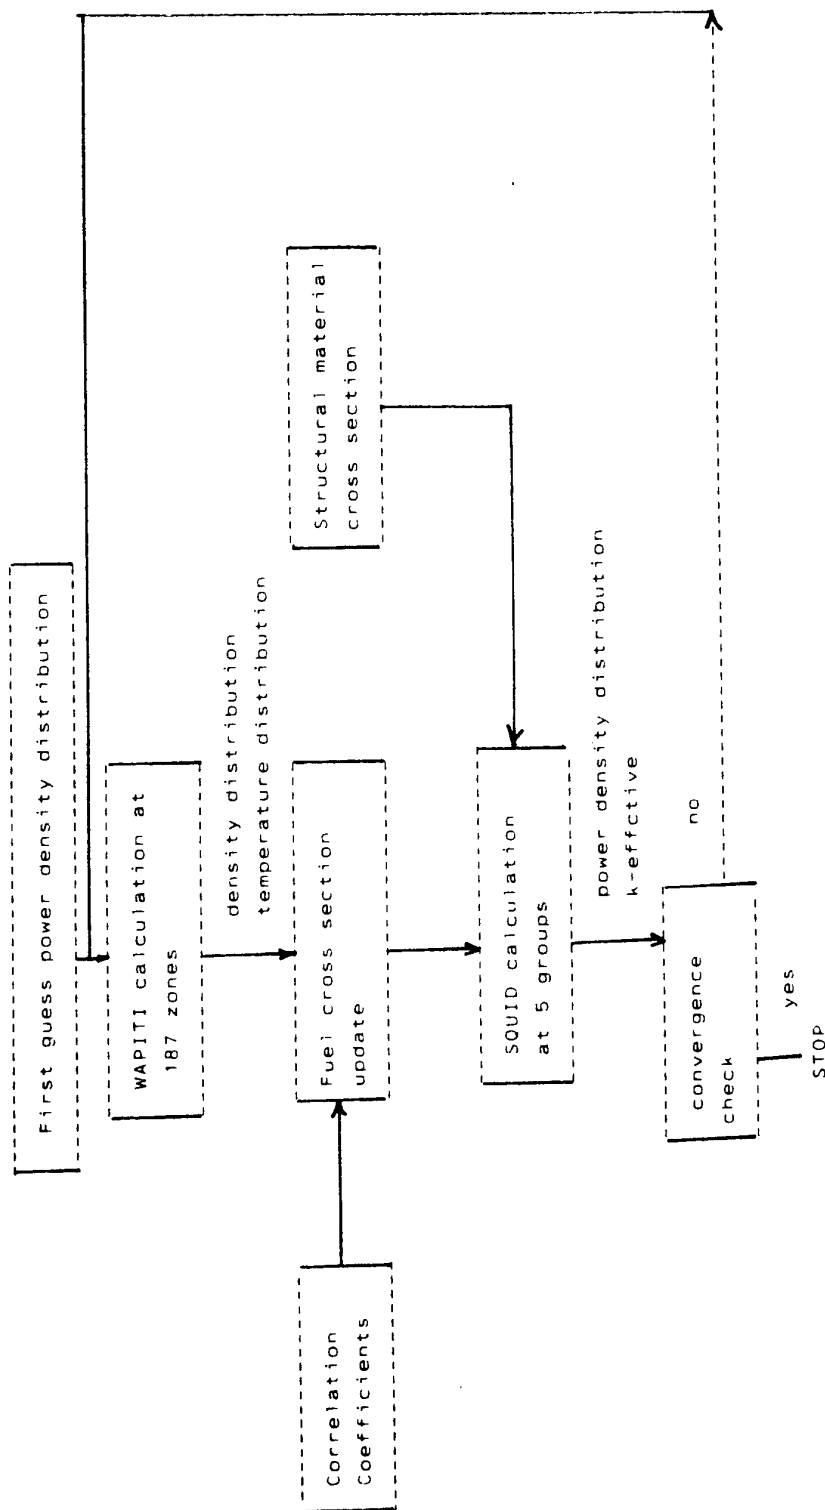 First guess power density distribution
WAPITI calculation at
187 zones
density distribution
temperature distribution
Correlation
Coefficients
Fuel cross section
update
Structural material
cross section
SQUID calculation
at 5 groups
power density distribution
k-effctive
convergence
check
no
yes
STOP